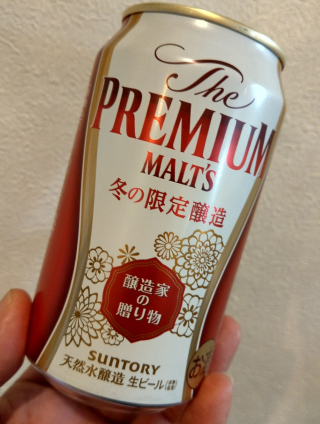 The
PREMIUM
MALT'S
冬の限定醸造
醸造家
の
贈り物
SUNTORY
天然水醸造 生ビール
お